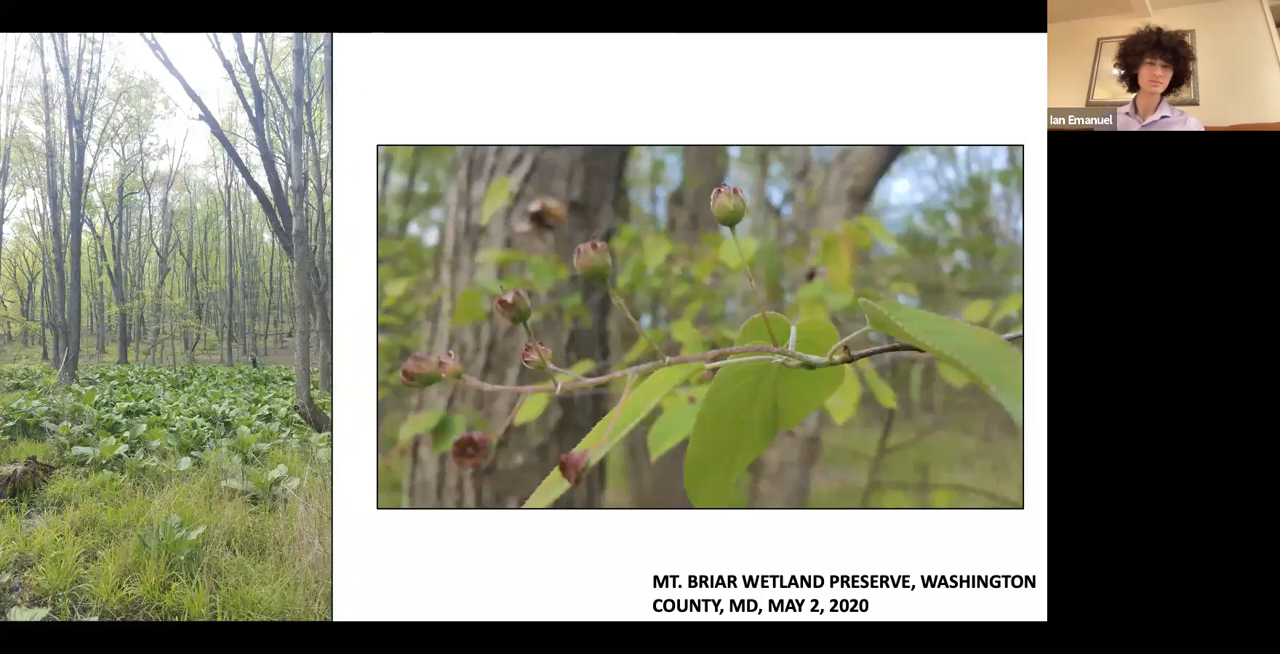 Ian Emanuel
MT. BRIAR WETLAND PRESERVE, WASHINGTON
COUNTY, MD, MAY 2, 2020